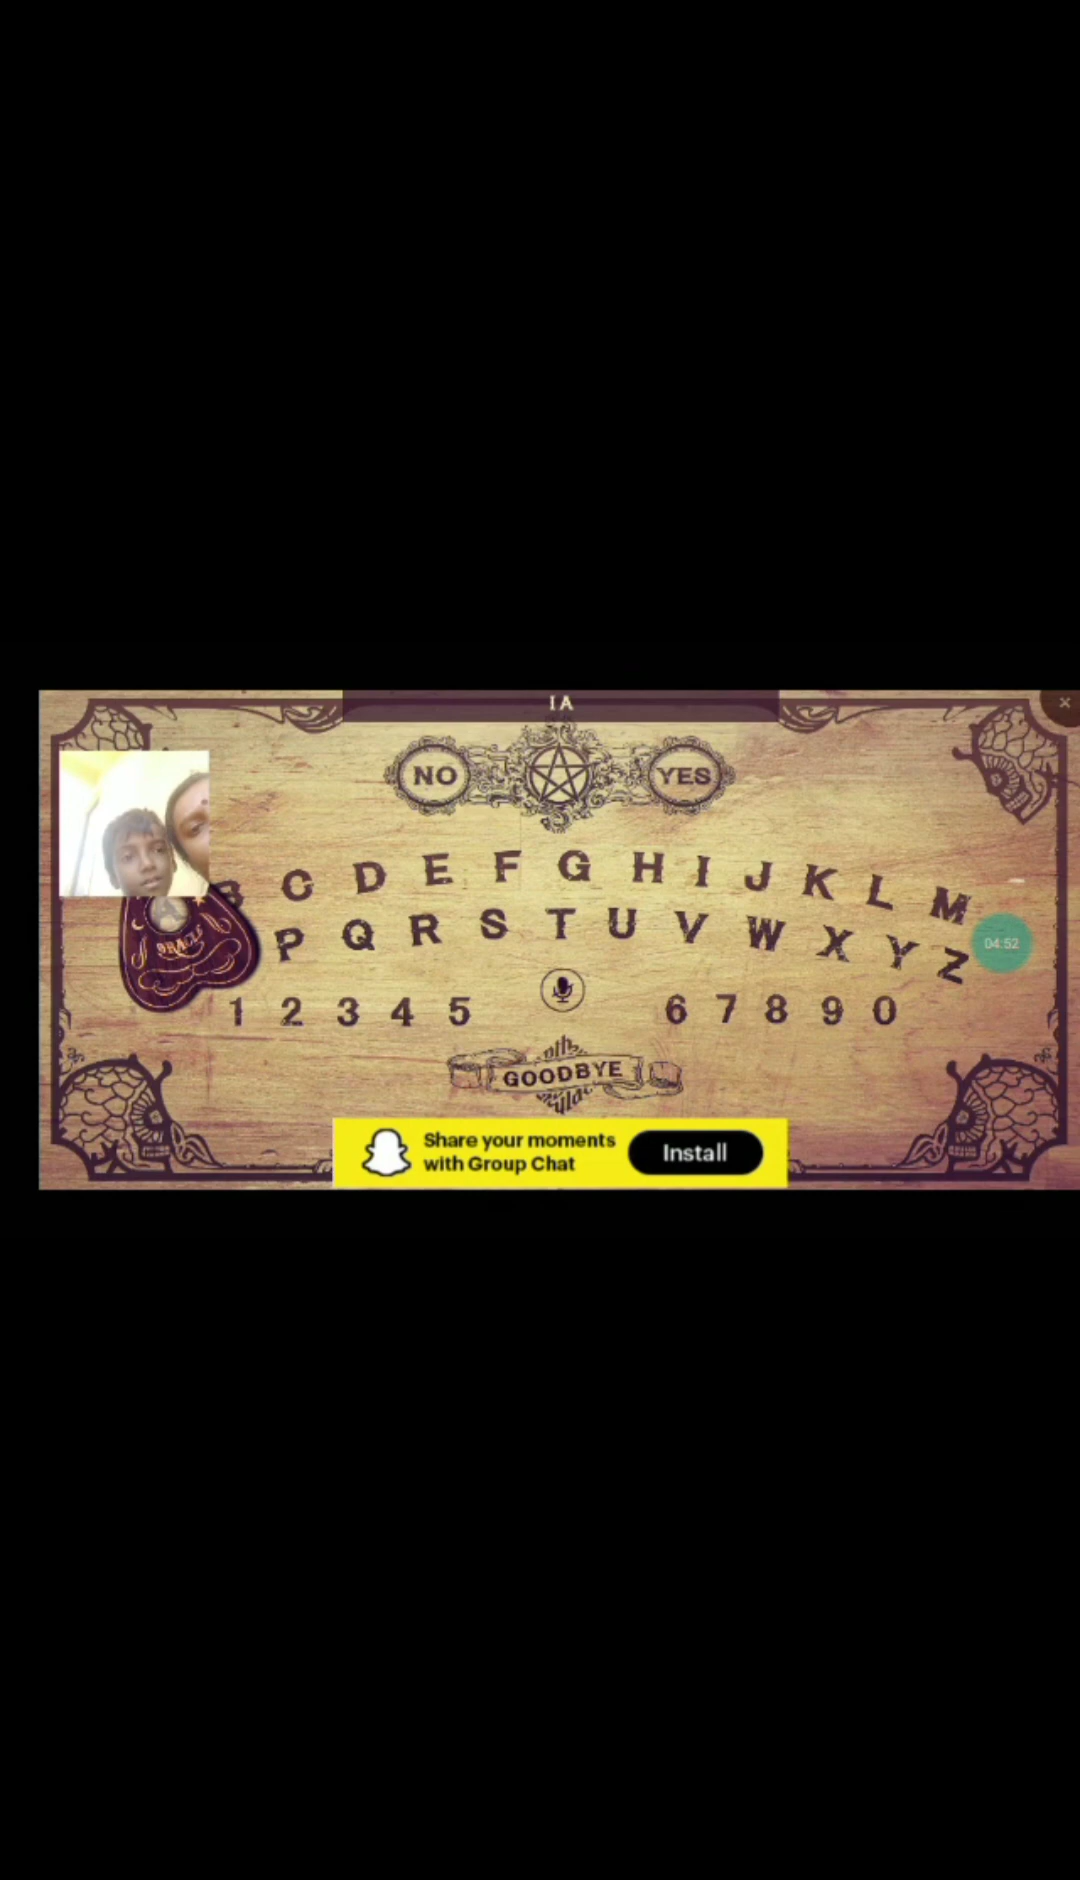 I A
NO YES
A B C D E F G H I J K L M
P Q R S T U V W X Y Z
ORACLE
04:52
1 2 3 4 5 6 7 8 9 0
GOODBYE
Share your moments
with Group Chat
Install